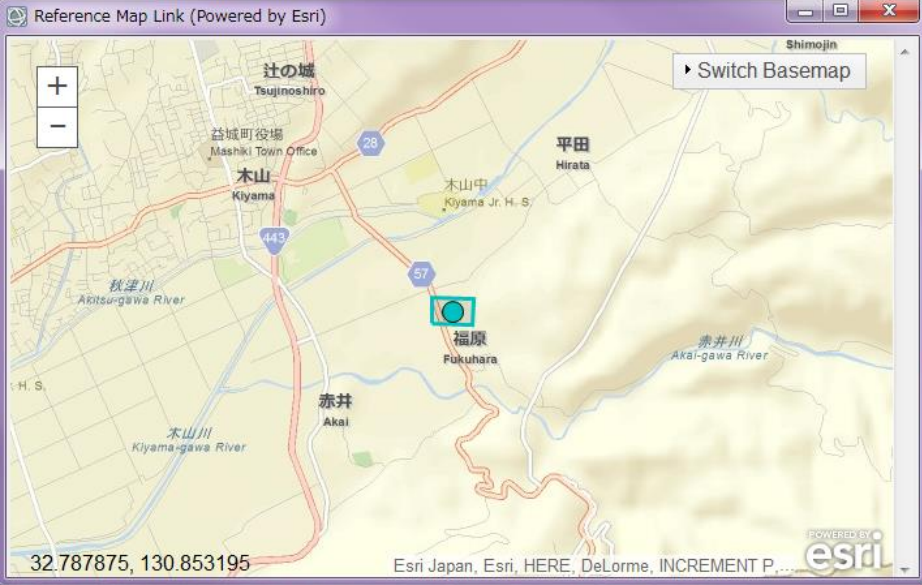 Reference Map Link (Powered by Esri)
Shimojin
Switch Basemap
+
−
辻の城
Tsujinoshiro
益城町役場
Mashiki Town Office
28
平田
Hirata
木山
Kiyama
木山中
Kiyama Jr. H. S.
443
57
秋津川
Akitsu-gawa River
福原
Fukuhara
赤井川
Akai-gawa River
H. S.
赤井
Akai
木山川
Kiyama-gawa River
32.787875, 130.853195
Esri Japan, Esri, HERE, DeLorme, INCREMENT P,...
POWERED BY
esri